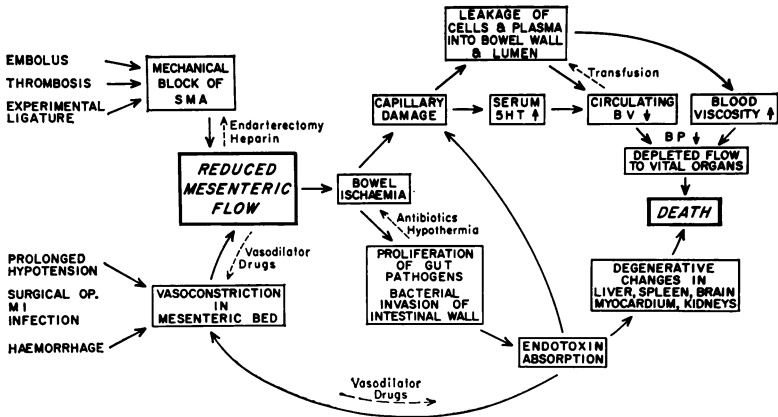 EMBOLUS
THROMBOSIS
EXPERIMENTAL
LIGATURE
MECHANICAL
BLOCK OF
SMA
Endarterectomy
Heparin
REDUCED
MESENTERIC
FLOW
Vasodilator
Drugs
PROLONGED
HYPOTENSION
SURGICAL OP.
MI
INFECTION
HAEMORRHAGE
VASOCONSTRICTION
IN
MESENTERIC BED
BOWEL
ISCHAEMIA
Antibiotics
Hypothermia
PROLIFERATION
OF GUT
PATHOGENS
BACTERIAL
INVASION OF
INTESTINAL WALL
CAPILLARY
DAMAGE
LEAKAGE OF
CELLS & PLASMA
INTO BOWEL WALL
& LUMEN
Transfusion
SERUM
5HT ↑
CIRCULATING
BV ↓
BLOOD
VISCOSITY ↑
BP ↓
DEPLETED FLOW
TO VITAL ORGANS
DEATH
DEGENERATIVE
CHANGES IN
LIVER, SPLEEN, BRAIN
MYOCARDIUM, KIDNEYS
ENDOTOXIN
ABSORPTION
Vasodilator
Drugs